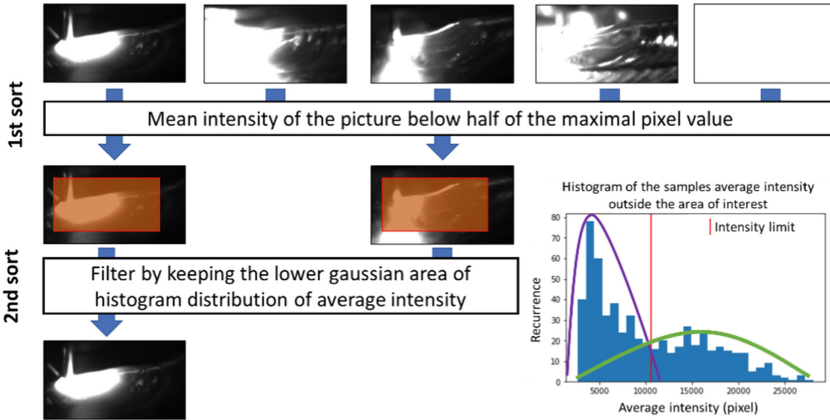 1st sort
Mean intensity of the picture below half of the maximal pixel value
2nd sort
Filter by keeping the lower gaussian area of
histogram distribution of average intensity
Histogram of the samples average intensity
outside the area of interest
Intensity limit
Recurrence
80
70
60
50
40
30
20
10
0
5000 10000 15000 20000 25000
Average intensity (pixel)